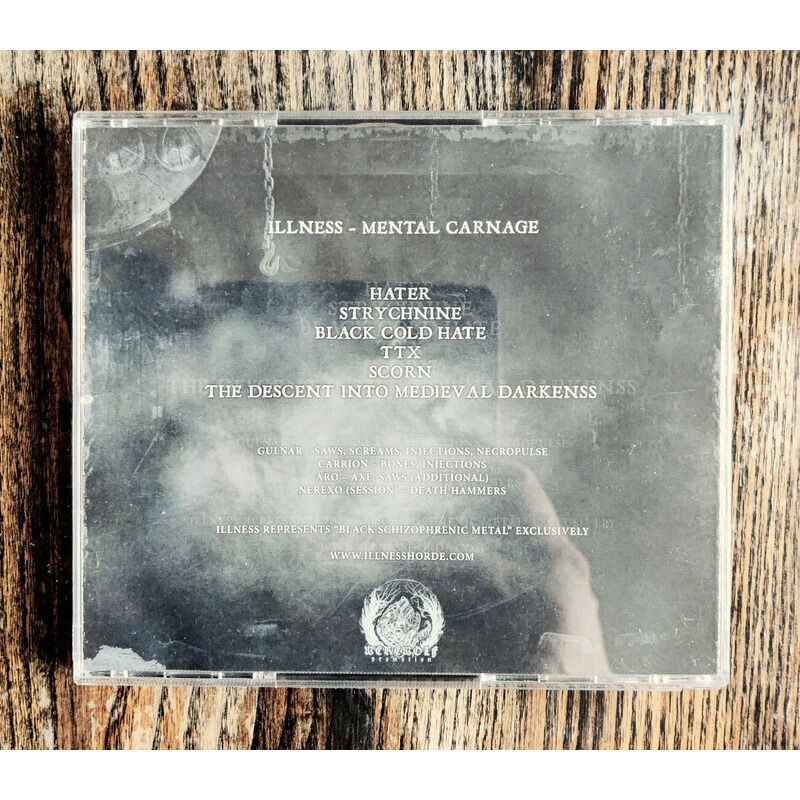 ILLNESS – MENTAL CARNAGE
HATER
STRYCHNINE
BLACK COLD HATE
TTX
SCORN
THE DESCENT INTO MEDIEVAL DARKENSS
GULNAR – SAWS, SCREAMS, INJECTIONS, NECROPULSE
CARRION – BONES, INJECTIONS
ARO – AXE, SAWS (ADDITIONAL)
NEREXO (SESSION) – DEATH HAMMERS
ILLNESS REPRESENTS "BLACK SCHIZOPHRENIC METAL" EXCLUSIVELY
WWW.ILLNESSHORDE.COM
WEREWOLF
promotion